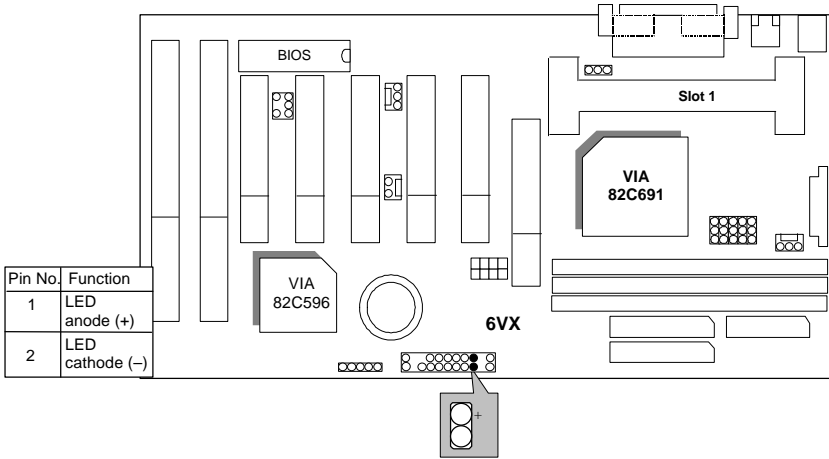 BIOS
Slot 1
VIA
82C691
Pin No. Function
1 LED
anode (+)
2 LED
cathode (–)
VIA
82C596
6VX
+